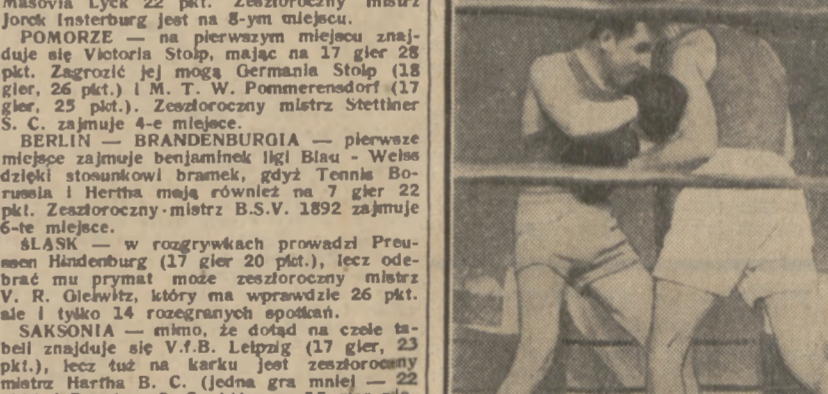 Masovia Lyck 22 pkt. Zeszłoroczny mistrz
Jorck Insterburg jest na 8-ym miejscu.
POMORZE — na pierwszym miejscu znaj-
duje się Victoria Stolp, mając na 17 gier 28
pkt. Zagrozić jej mogą Germania Stolp (18
gier, 26 pkt.) i M. T. W. Pommerensdorf (17
gier, 25 pkt.). Zeszłoroczny mistrz Stettiner
S. C. zajmuje 4-e miejsce.
BERLIN — BRANDENBURGIA — pierwsze
miejsce zajmuje benjaminek ligi Blau - Weiss
dzięki stosunkowi bramek, gdyż Tennis Bo-
russia i Hertha mają również na 7 gier 22
pkt. Zeszłoroczny mistrz B.S.V. 1892 zajmuje
6-te miejsce.
ŚLĄSK — w rozgrywkach prowadzi Preu-
ssen Hindenburg (17 gier 20 pkt.), lecz ode-
brać mu prymat może zeszłoroczny mistrz
V. R. Gleiwitz, który ma wprawdzie 26 pkt.
ale i tylko 14 rozegranych spotkań.
SAKSONIA — mimo, że dotąd na czele ta-
beli znajduje się V.f.B. Leipzig (17 gier, 23
pkt.), lecz tuż na karku jest zeszłoroczny
mistrz Hartha B. C. (jedna gra mniej — 22